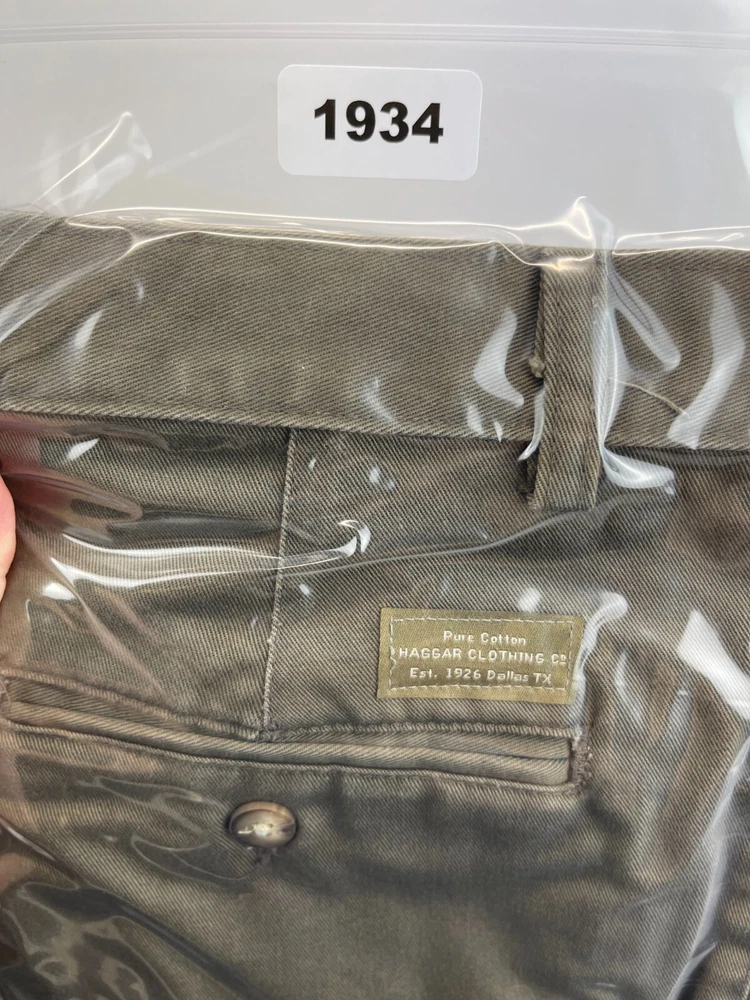 1934
Pure Cotton
HAGGAR CLOTHING Co
Est. 1926 Dallas TX